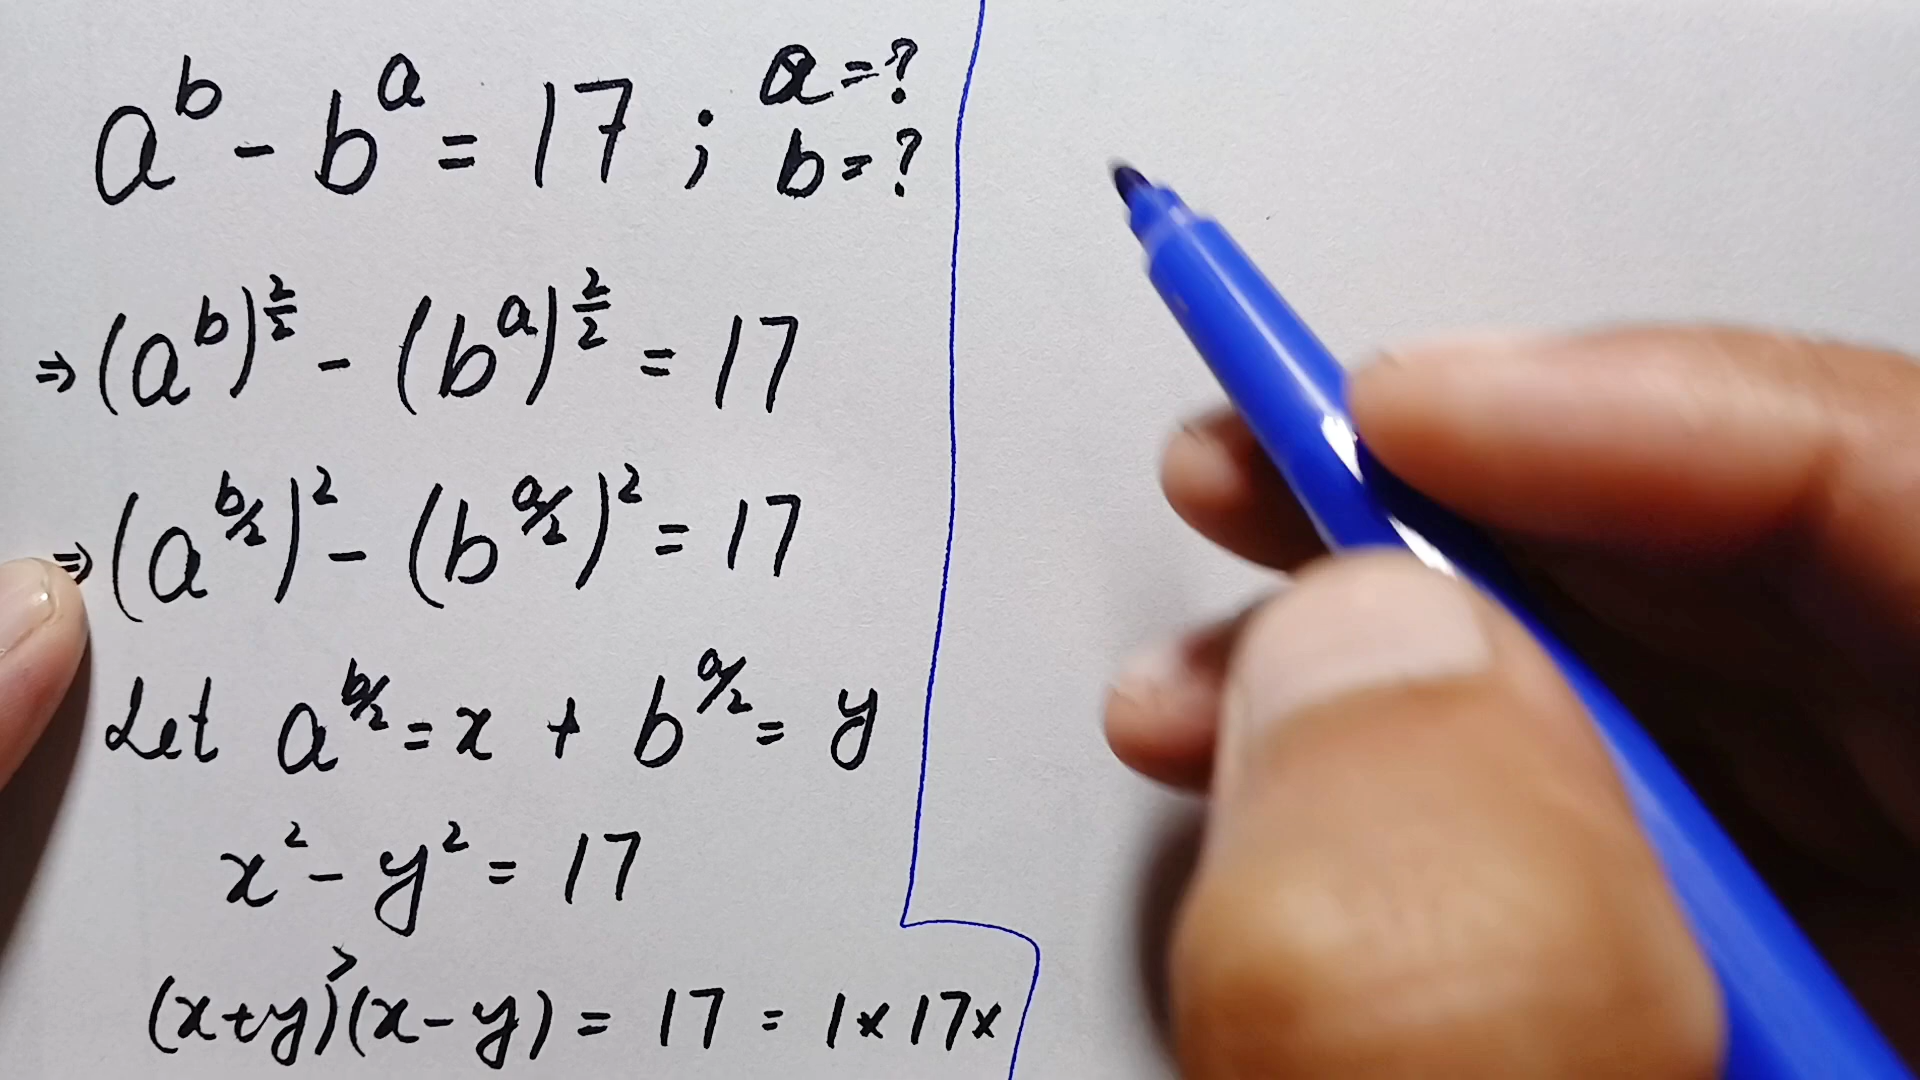 a^b - b^a = 17 ; a = ?
b = ?
⇒ (a^b)^{2/2} - (b^a)^{2/2} = 17
⇒ (a^{b/2})^2 - (b^{a/2})^2 = 17
Let a^{b/2} = x + b^{a/2} = y
x^2 - y^2 = 17
>
(x+y)(x-y) = 17 = 1×17×